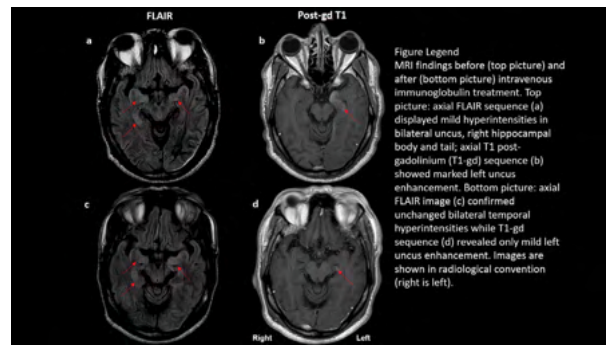 FLAIR
Post-gd T1
a
b
Figure Legend
MRI findings before (top picture) and
after (bottom picture) intravenous
immunoglobulin treatment. Top
picture: axial FLAIR sequence (a)
displayed mild hyperintensities in
bilateral uncus, right hippocampal
body and tail; axial T1 post-
gadolinium (T1-gd) sequence (b)
showed marked left uncus
enhancement. Bottom picture: axial
FLAIR image (c) confirmed
unchanged bilateral temporal
hyperintensities while T1-gd
sequence (d) revealed only mild left
uncus enhancement. Images are
shown in radiological convention
(right is left).
c
d
Right
Left